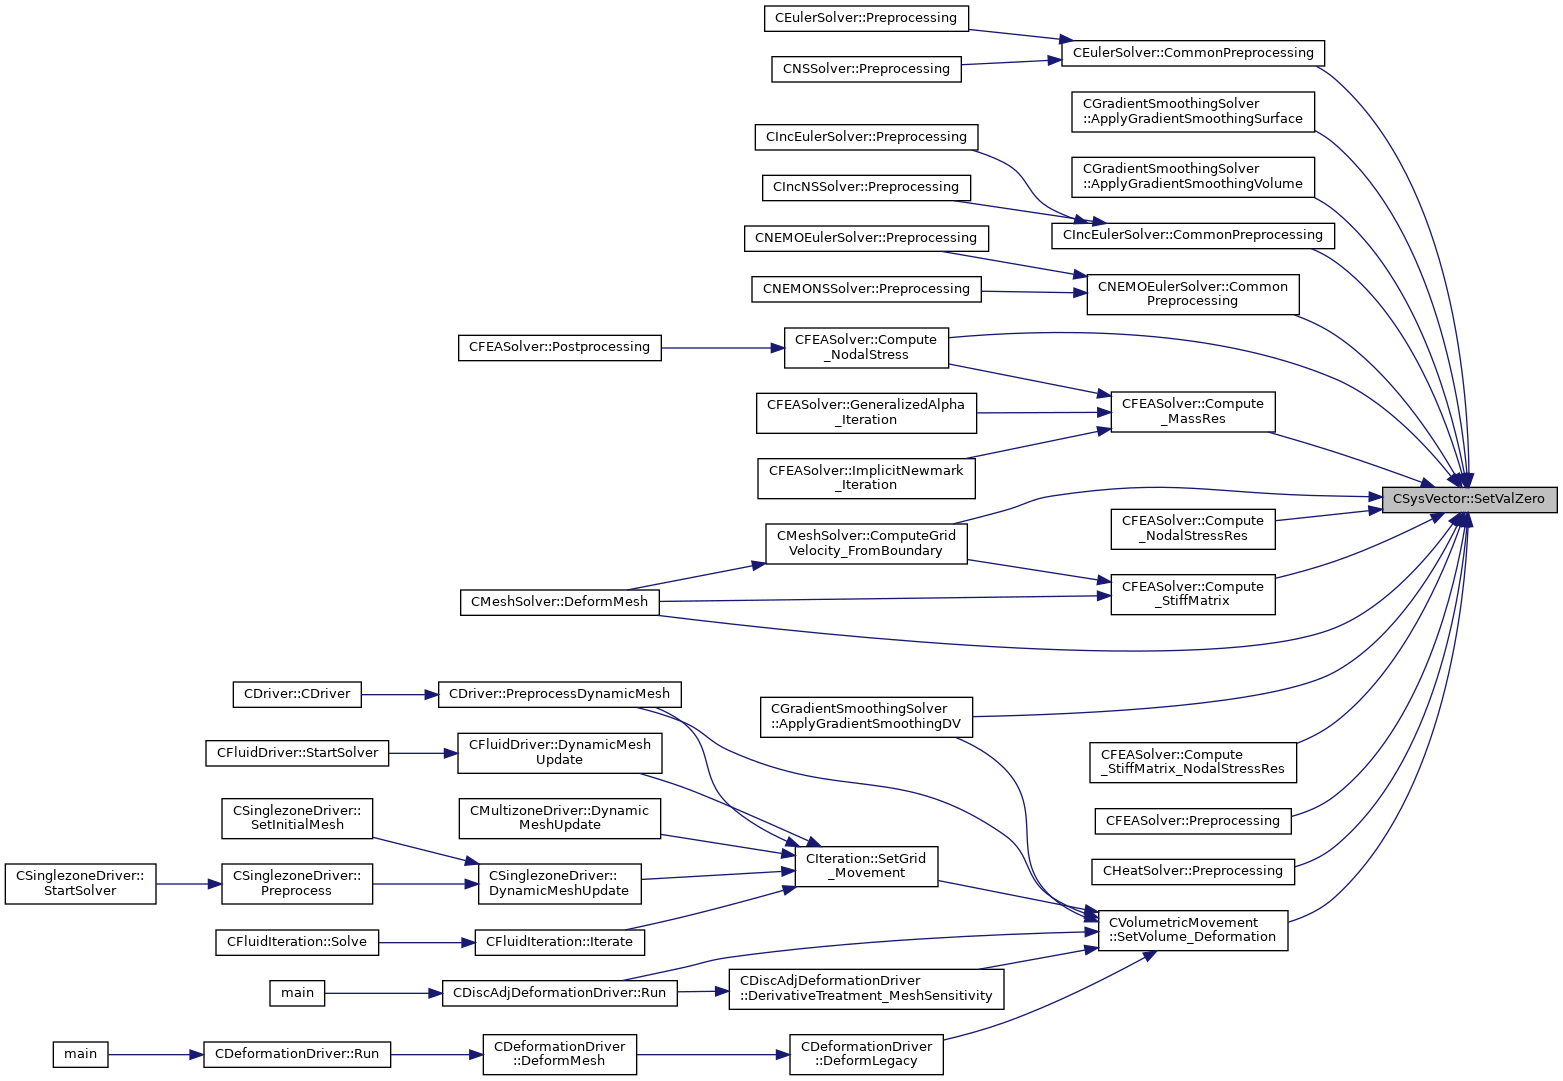 CEulerSolver::Preprocessing
CEulerSolver::CommonPreprocessing
CNSSolver::Preprocessing
CGradientSmoothingSolver
::ApplyGradientSmoothingSurface
CIncEulerSolver::Preprocessing
CGradientSmoothingSolver
::ApplyGradientSmoothingVolume
CIncNSSolver::Preprocessing
CIncEulerSolver::CommonPreprocessing
CNEMOEulerSolver::Preprocessing
CNEMONSSolver::Preprocessing
CNEMOEulerSolver::Common
Preprocessing
CFEASolver::Postprocessing
CFEASolver::Compute
_NodalStress
CFEASolver::GeneralizedAlpha
_Iteration
CFEASolver::Compute
_MassRes
CFEASolver::ImplicitNewmark
_Iteration
CSysVector::SetValZero
CMeshSolver::ComputeGrid
Velocity_FromBoundary
CFEASolver::Compute
_NodalStressRes
CMeshSolver::DeformMesh
CFEASolver::Compute
_StiffMatrix
CDriver::CDriver
CDriver::PreprocessDynamicMesh
CGradientSmoothingSolver
::ApplyGradientSmoothingDV
CFluidDriver::StartSolver
CFluidDriver::DynamicMesh
Update
CFEASolver::Compute
_StiffMatrix_NodalStressRes
CSinglezoneDriver::
SetInitialMesh
CMultizoneDriver::Dynamic
MeshUpdate
CFEASolver::Preprocessing
CIteration::SetGrid
_Movement
CHeatSolver::Preprocessing
CSinglezoneDriver::
StartSolver
CSinglezoneDriver::
Preprocess
CSinglezoneDriver::
DynamicMeshUpdate
CVolumetricMovement
::SetVolume_Deformation
CFluidIteration::Solve
CFluidIteration::Iterate
main
CDiscAdjDeformationDriver::Run
CDiscAdjDeformationDriver
::DerivativeTreatment_MeshSensitivity
main
CDeformationDriver::Run
CDeformationDriver
::DeformMesh
CDeformationDriver
::DeformLegacy